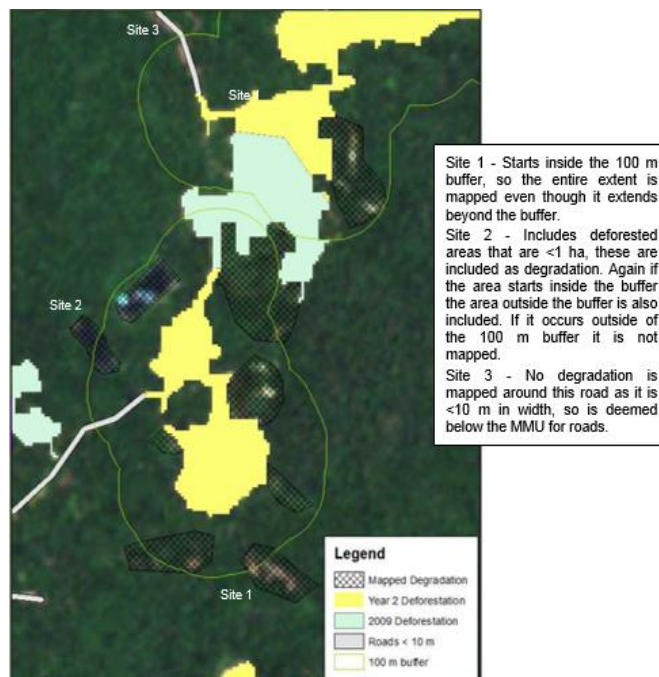 Site 3
Site
Site 1 - Starts inside the 100 m
buffer, so the entire extent is
mapped even though it extends
beyond the buffer.
Site 2 - Includes deforested
areas that are <1 ha, these are
included as degradation. Again if
the area starts inside the buffer
the area outside the buffer is also
included. If it occurs outside of
the 100 m buffer it is not
mapped.
Site 3 - No degradation is
mapped around this road as it is
<10 m in width, so is deemed
below the MMU for roads.
Site 2
Site 1
Legend
Mapped Degradation
Year 2 Deforestation
2009 Deforestation
Roads < 10 m
100 m buffer